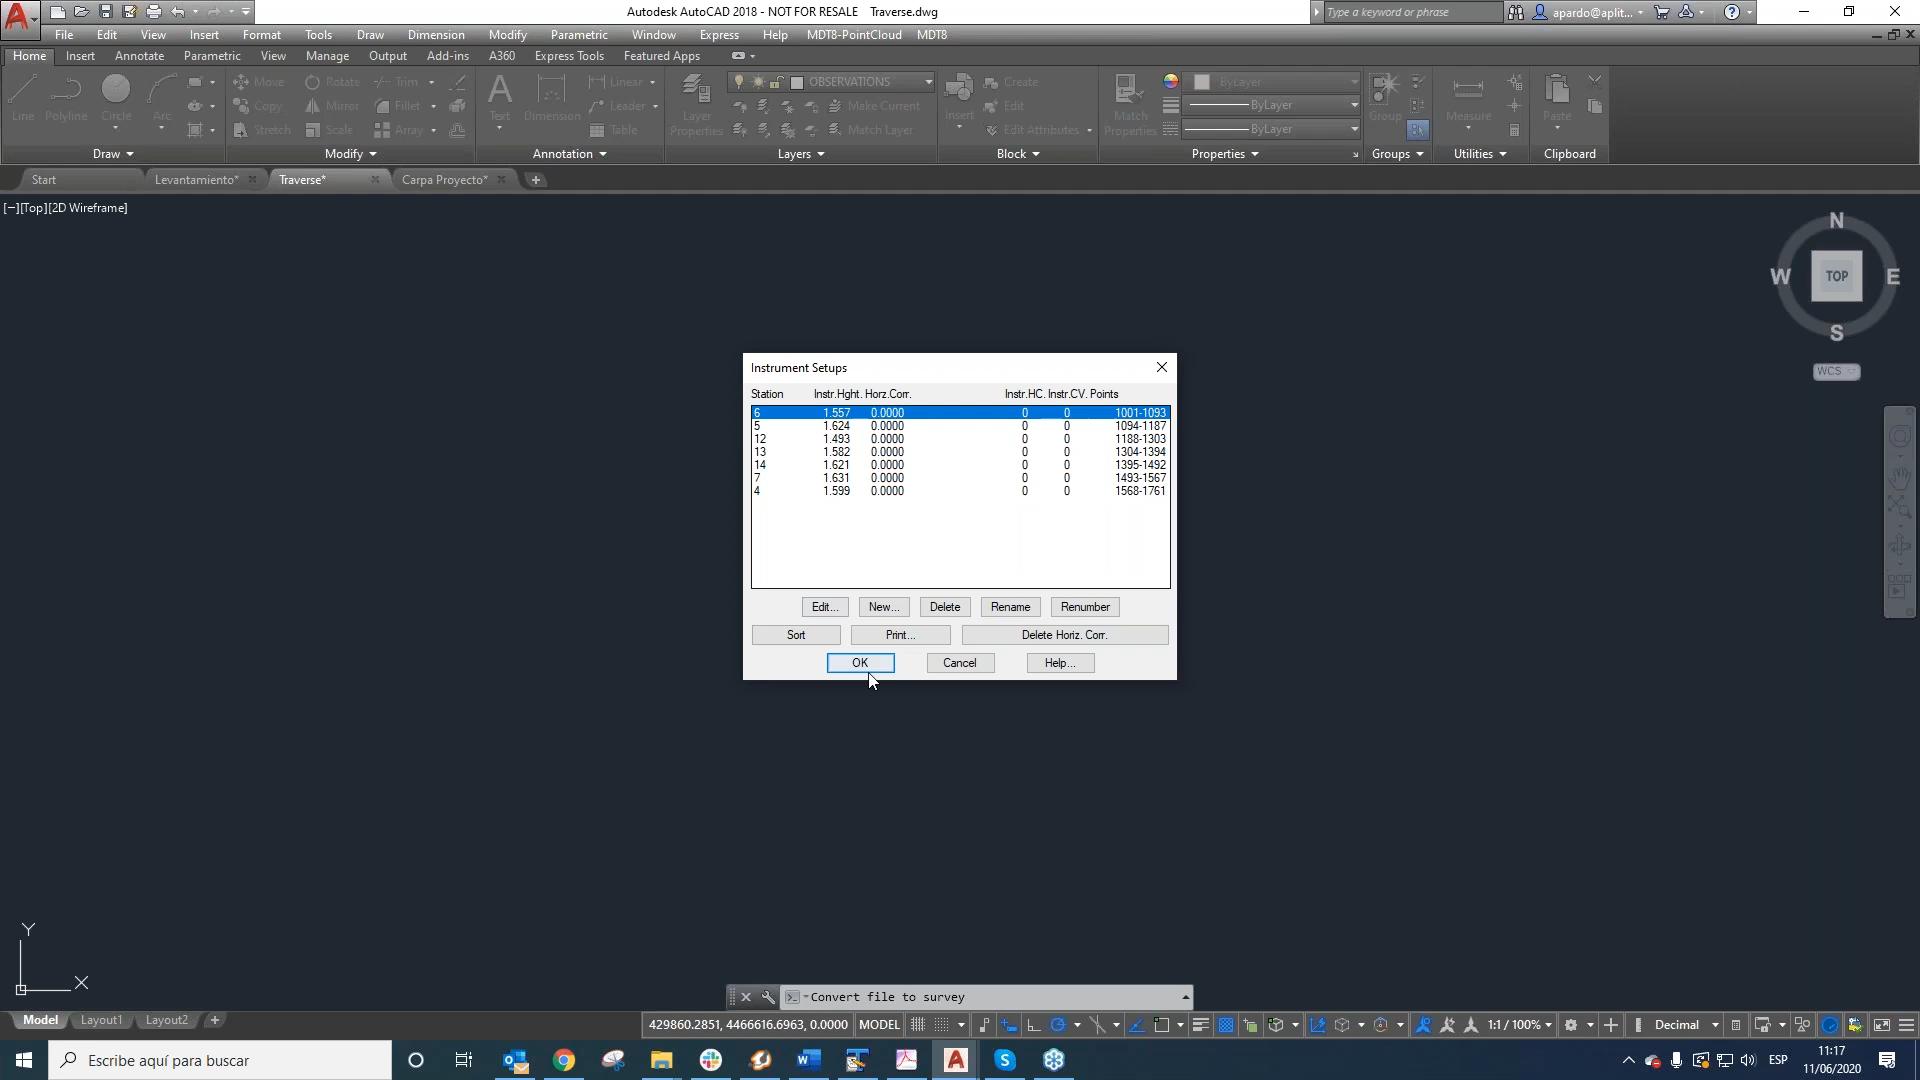 Autodesk AutoCAD 2018 - NOT FOR RESALE Traverse.dwg
Type a keyword or phrase
apardo@aplit...
File Edit View Insert Format Tools Draw Dimension Modify Parametric Window Express Help MDT8-PointCloud MDT8
Home Insert Annotate Parametric View Manage Output Add-ins A360 Express Tools Featured Apps
Move Rotate Trim Linear OBSERVATIONS Create ByLayer
Copy Mirror Fillet Leader Make Current Edit ByLayer
Line Polyline Circle Arc Text Dimension Layer Properties Insert Match Properties Group Measure Paste
Stretch Scale Array Table Match Layer Edit Attributes ByLayer
Draw Modify Annotation Layers Block Properties Groups Utilities Clipboard
Start Levantamiento* Traverse* Carpa Proyecto*
[−][Top][2D Wireframe]
N
W TOP E
S
WCS
Instrument Setups
Station Instr.Hght. Horz.Corr. Instr.HC. Instr.CV. Points
6 1.557 0.0000 0 0 1001-1093
5 1.624 0.0000 0 0 1094-1187
12 1.493 0.0000 0 0 1188-1303
13 1.582 0.0000 0 0 1304-1394
14 1.621 0.0000 0 0 1395-1492
7 1.631 0.0000 0 0 1493-1567
4 1.599 0.0000 0 0 1568-1761
Edit... New... Delete Rename Renumber
Sort Print... Delete Horiz. Corr.
OK Cancel Help...
Y
X
Convert file to survey
Model Layout1 Layout2
429860.2851, 4466616.6963, 0.0000 MODEL 1:1 / 100% Decimal
Escribe aquí para buscar
ESP
11:17
11/06/2020